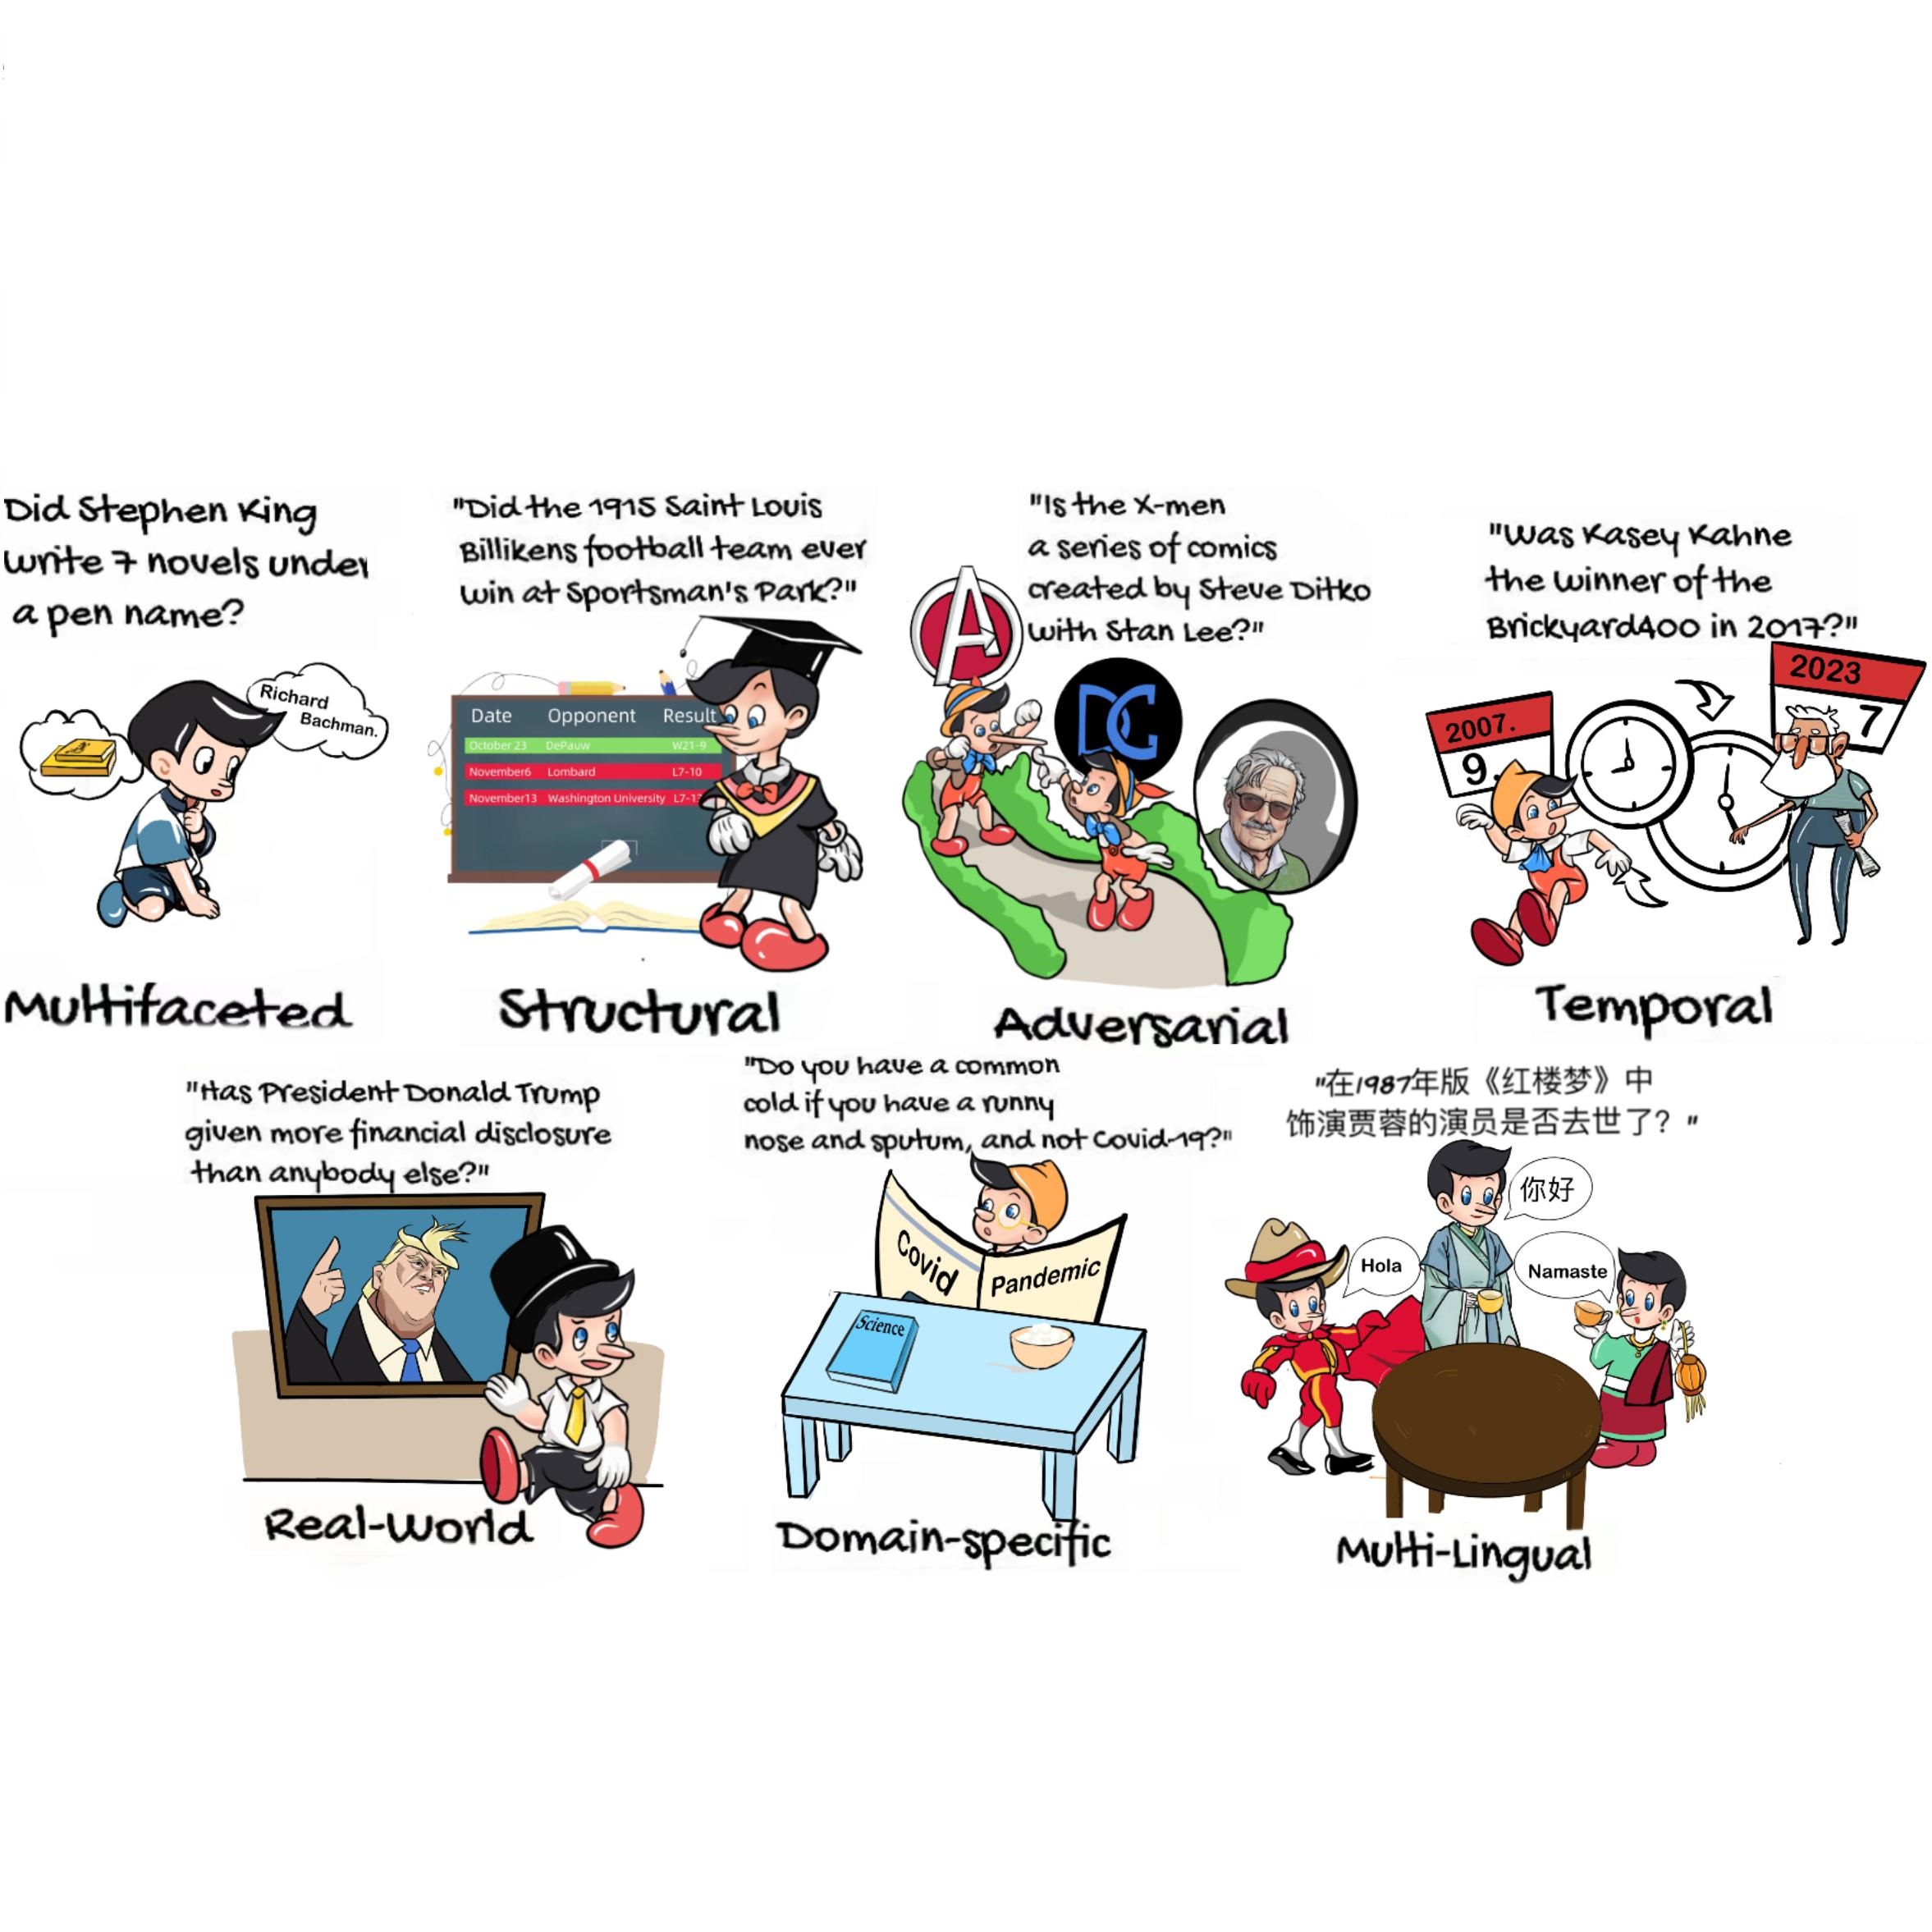 Did Stephen King
write 7 novels under
a pen name?
Richard
Bachman.
Multifaceted
"Did the 1915 Saint Louis
Billikens football team ever
win at Sportsman's Park?"
Date Opponent Result
October 23 DePauw W21-9
November6 Lombard L7-10
November13 Washington University
Structural
"Is the X-men
a series of comics
created by Steve Ditko
with Stan Lee?"
A
DC
Adversarial
"Was Kasey Kahne
the winner of the
Brickyard400 in 2017?"
2007.
9.
2023
7
Temporal
"Has President Donald Trump
given more financial disclosure
than anybody else?"
Real-World
"Do you have a common
cold if you have a runny
nose and sputum, and not Covid-19?"
Covid
Pandemic
Science
Domain-specific
"在1987年版《红楼梦》中
饰演贾蓉的演员是否去世了？"
你好
Hola
Namaste
Multi-Lingual